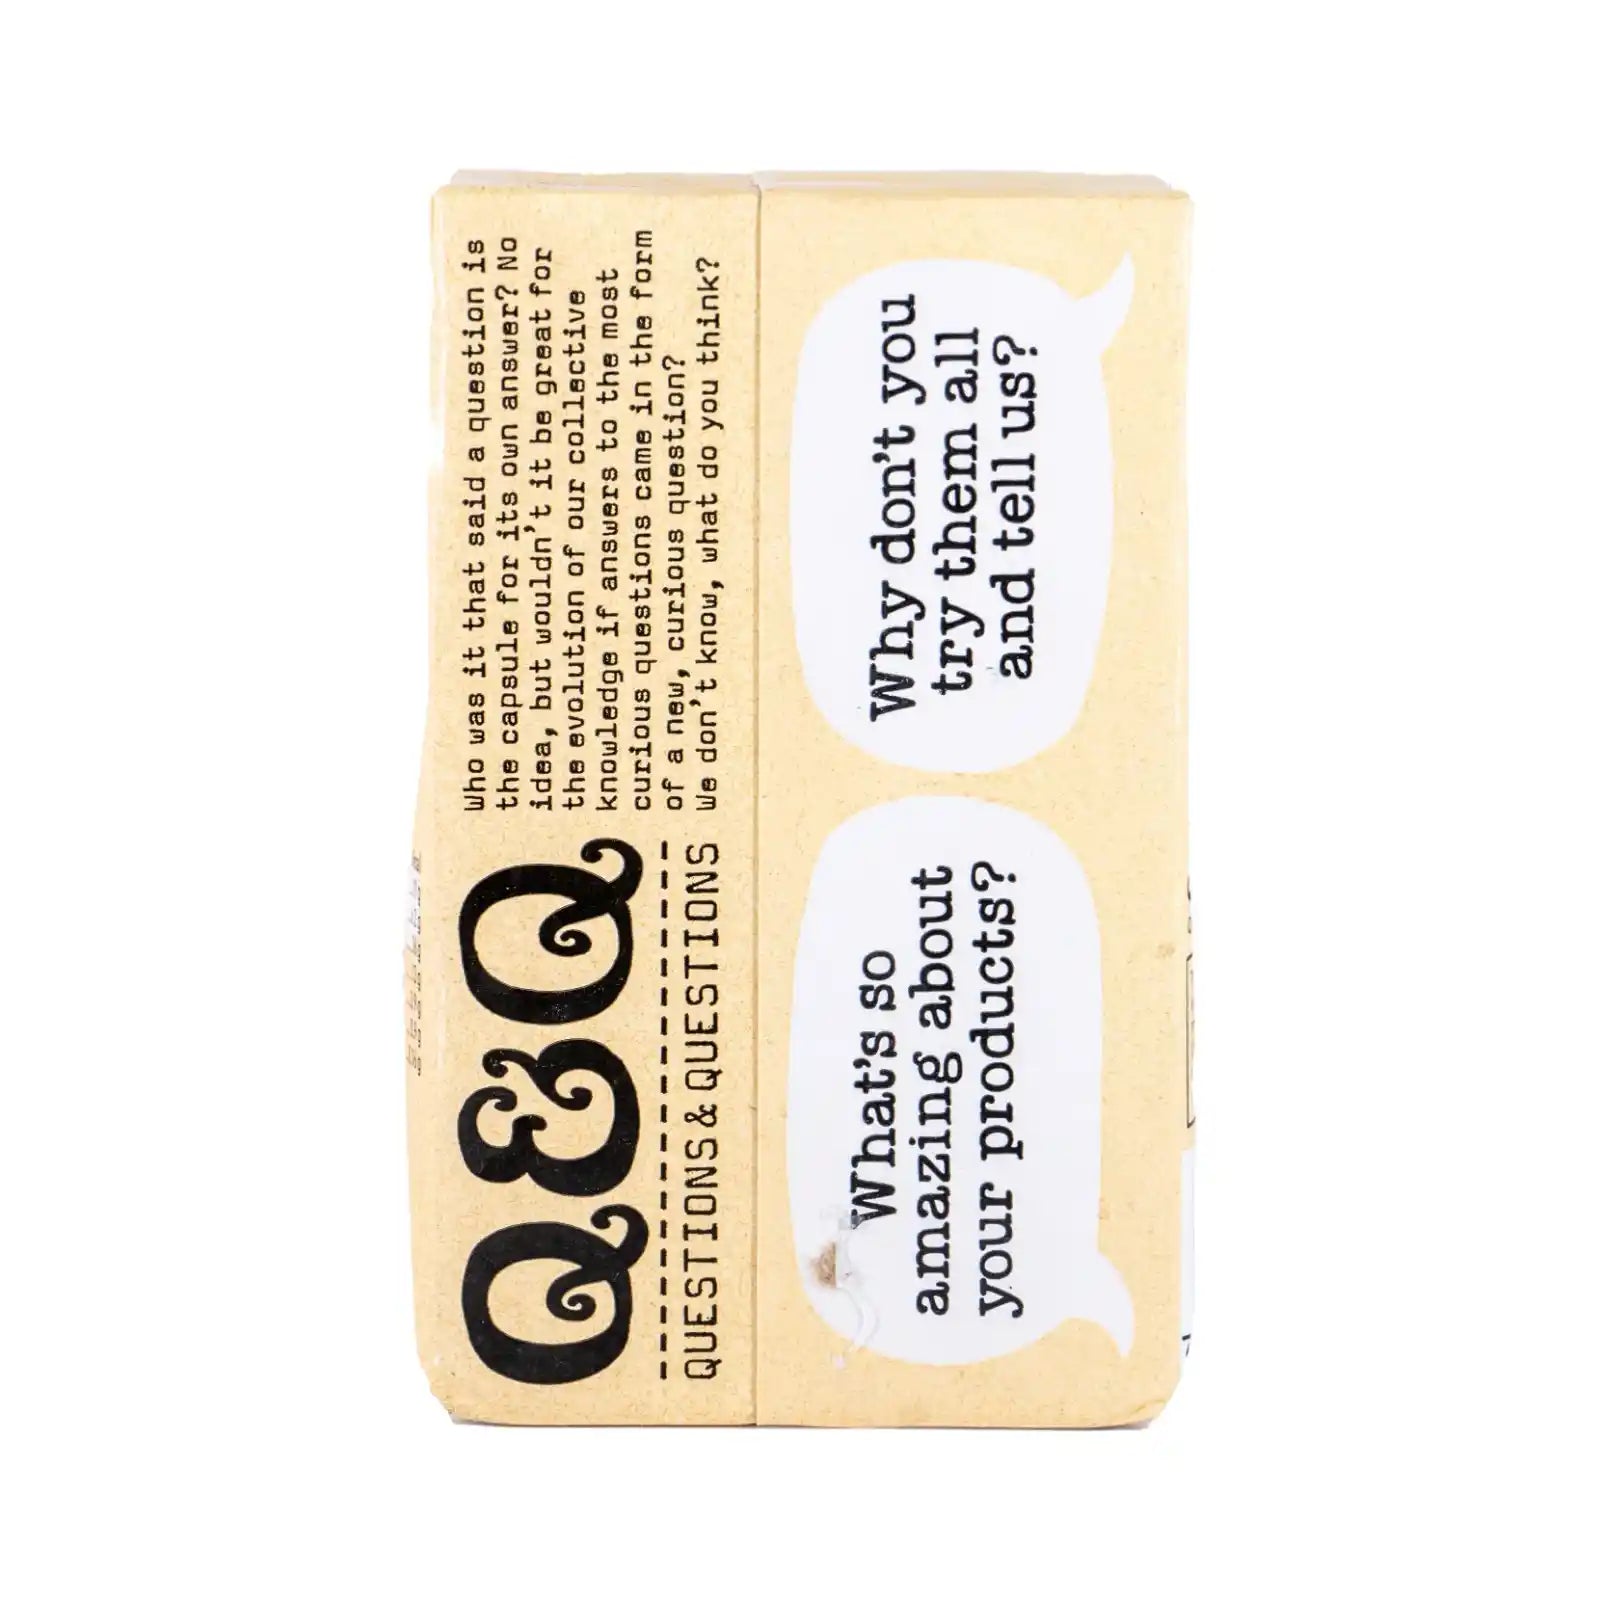 Q&Q
QUESTIONS & QUESTIONS
Who was it that said a question is
the capsule for its own answer? No
idea, but wouldn't it be great for
the evolution of our collective
knowledge if answers to the most
curious questions came in the form
of a new, curious question?
We don't know, what do you think?
What's so
amazing about
your products?
Why don't you
try them all
and tell us?